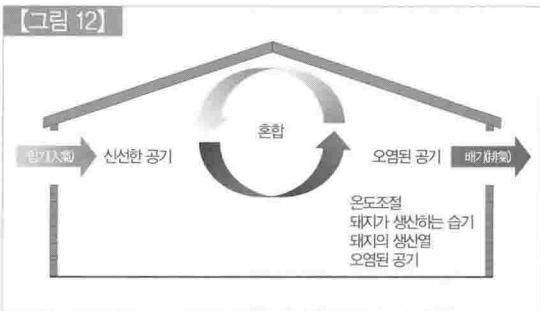 【그림 12】
혼합
입기(入氣)
신선한 공기
오염된 공기
배기(排氣)
온도조절
돼지가 생산하는 습기
돼지의 생산열
오염된 공기